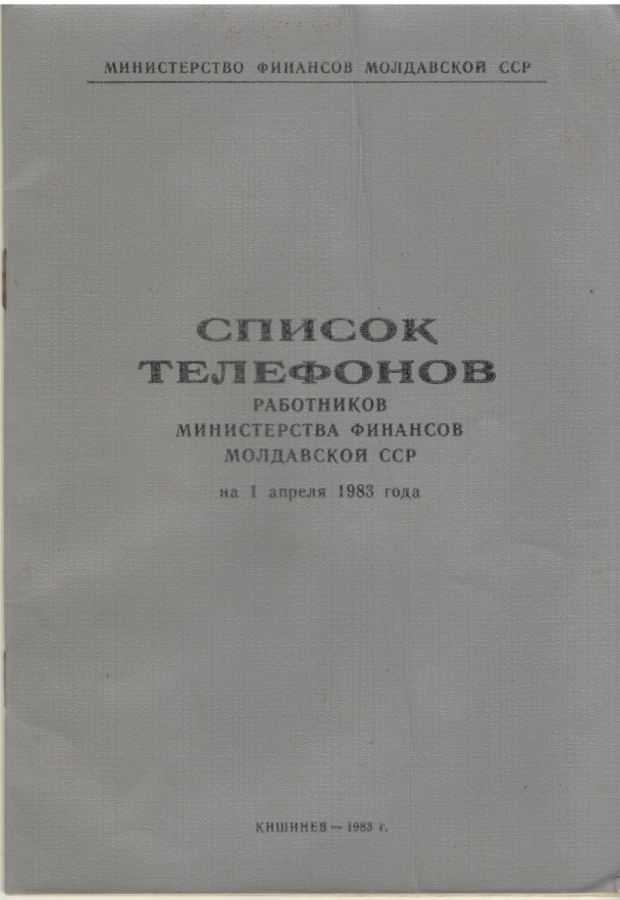 МИНИСТЕРСТВО ФИНАНСОВ МОЛДАВСКОЙ ССР
СПИСОК
ТЕЛЕФОНОВ
РАБОТНИКОВ
МИНИСТЕРСТВА ФИНАНСОВ
МОЛДАВСКОЙ ССР
на 1 апреля 1983 года
КИШИНЕВ — 1983 г.